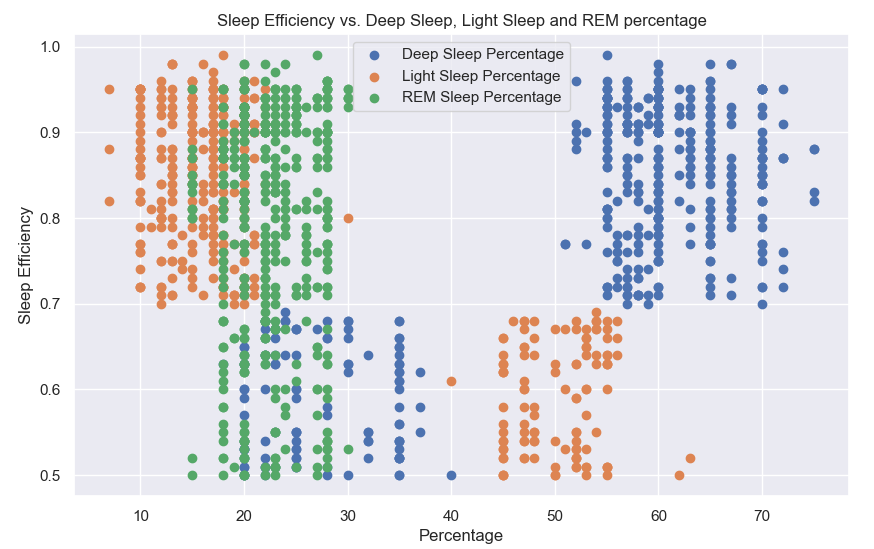 Sleep Efficiency vs. Deep Sleep, Light Sleep and REM percentage
Deep Sleep Percentage
Light Sleep Percentage
REM Sleep Percentage
Sleep Efficiency
1.0
0.9
0.8
0.7
0.6
0.5
10 20 30 40 50 60 70
Percentage